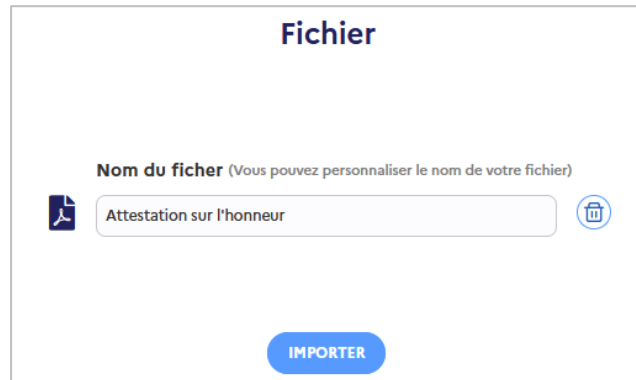 Fichier
Nom du ficher (Vous pouvez personnaliser le nom de votre fichier)
Attestation sur l'honneur
IMPORTER